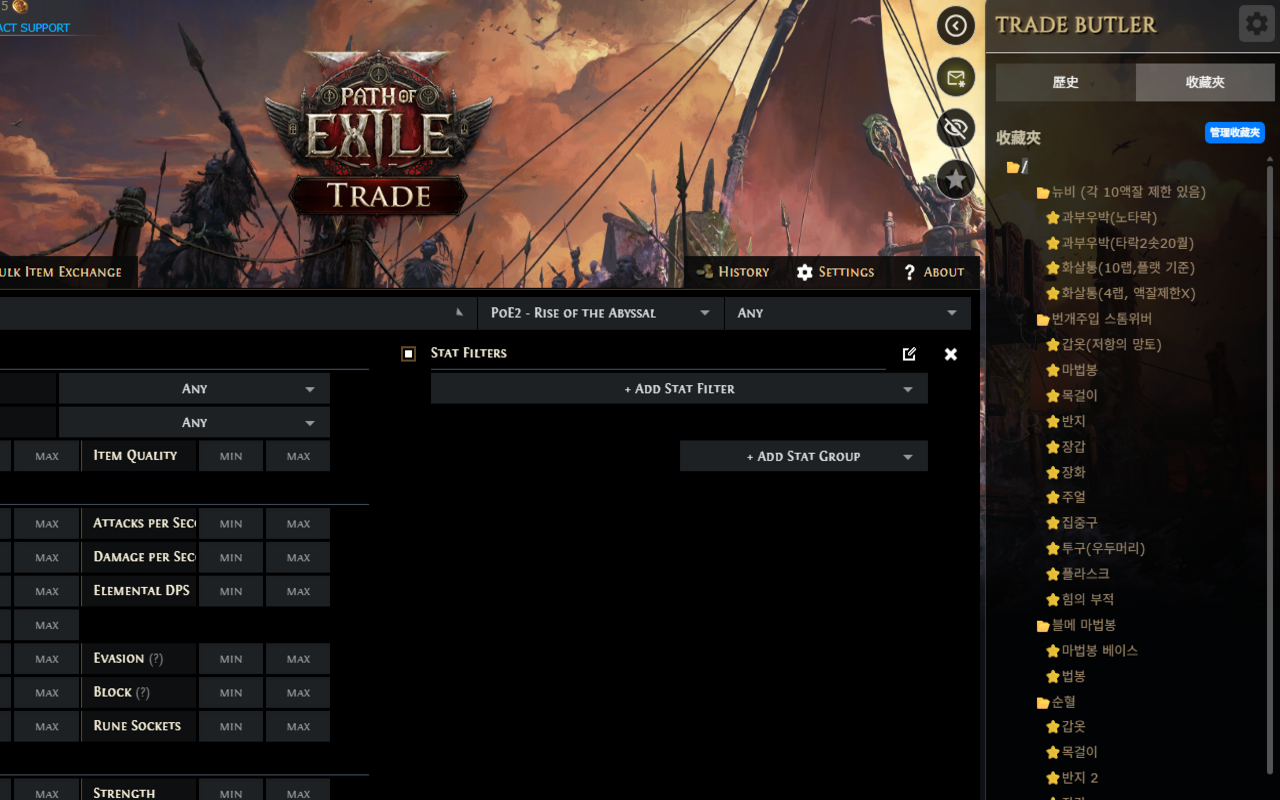 5
ACT SUPPORT
PATH OF
EXILE
TRADE
ULK ITEM EXCHANGE
HISTORY
SETTINGS
? ABOUT
POE2 - RISE OF THE ABYSSAL
ANY
STAT FILTERS
ANY
+ ADD STAT FILTER
ANY
MAX
ITEM QUALITY
MIN
MAX
+ ADD STAT GROUP
MAX
ATTACKS PER SEC
MIN
MAX
MAX
DAMAGE PER SEC
MIN
MAX
MAX
ELEMENTAL DPS
MIN
MAX
MAX
MAX
EVASION (?)
MIN
MAX
MAX
BLOCK (?)
MIN
MAX
MAX
RUNE SOCKETS
MIN
MAX
MAX
STRENGTH
MIN
MAX
TRADE BUTLER
歷史
收藏夾
收藏夾
管理收藏夾
/
뉴비 (각 10액잘 제한 있음)
과부우박(노타락)
과부우박(타락2솟20퀄)
화살통(10랩,플랫 기준)
화살통(4랩, 액잘제한X)
번개주입 스톰위버
갑옷(저항의 망토)
마법봉
목걸이
반지
장갑
장화
주얼
집중구
투구(우두머리)
플라스크
힘의 부적
블메 마법봉
마법봉 베이스
법봉
순혈
갑옷
목걸이
반지 2